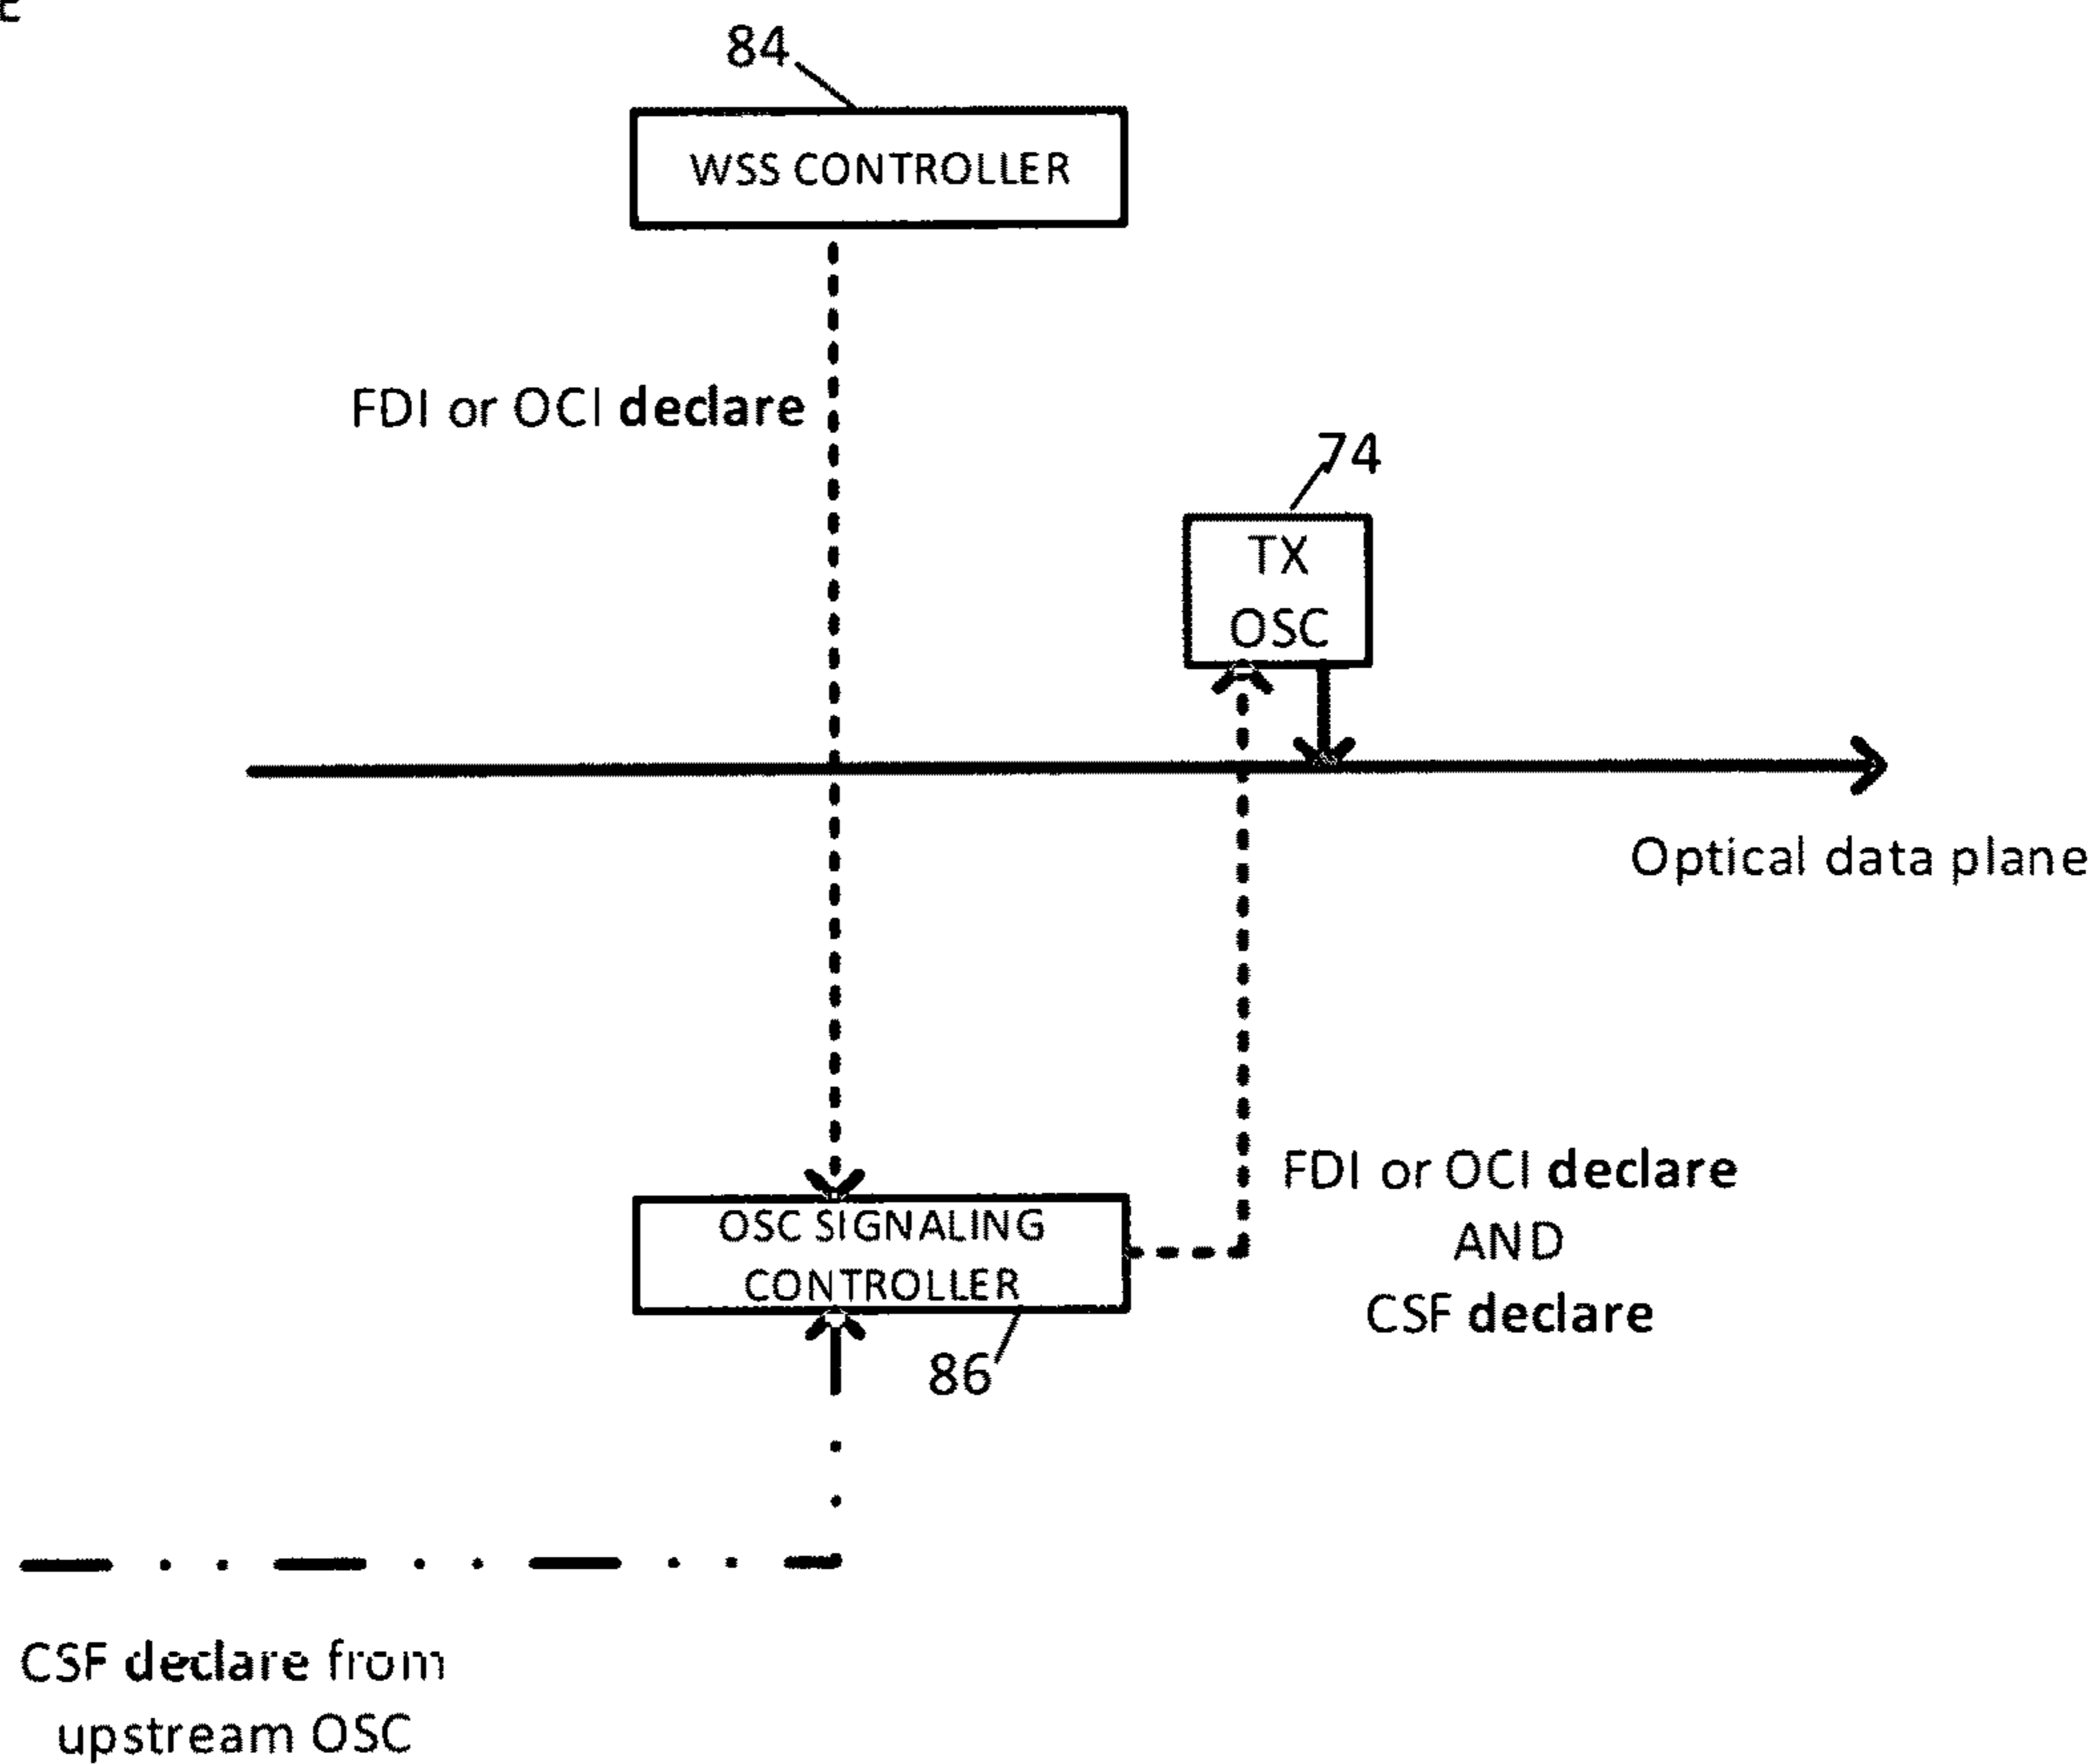 84
WSS CONTROLLER
FDI or OCI declare
74
TX
OSC
Optical data plane
OSC SIGNALING
CONTROLLER
FDI or OCI declare
AND
CSF declare
86
CSF declare from
upstream OSC